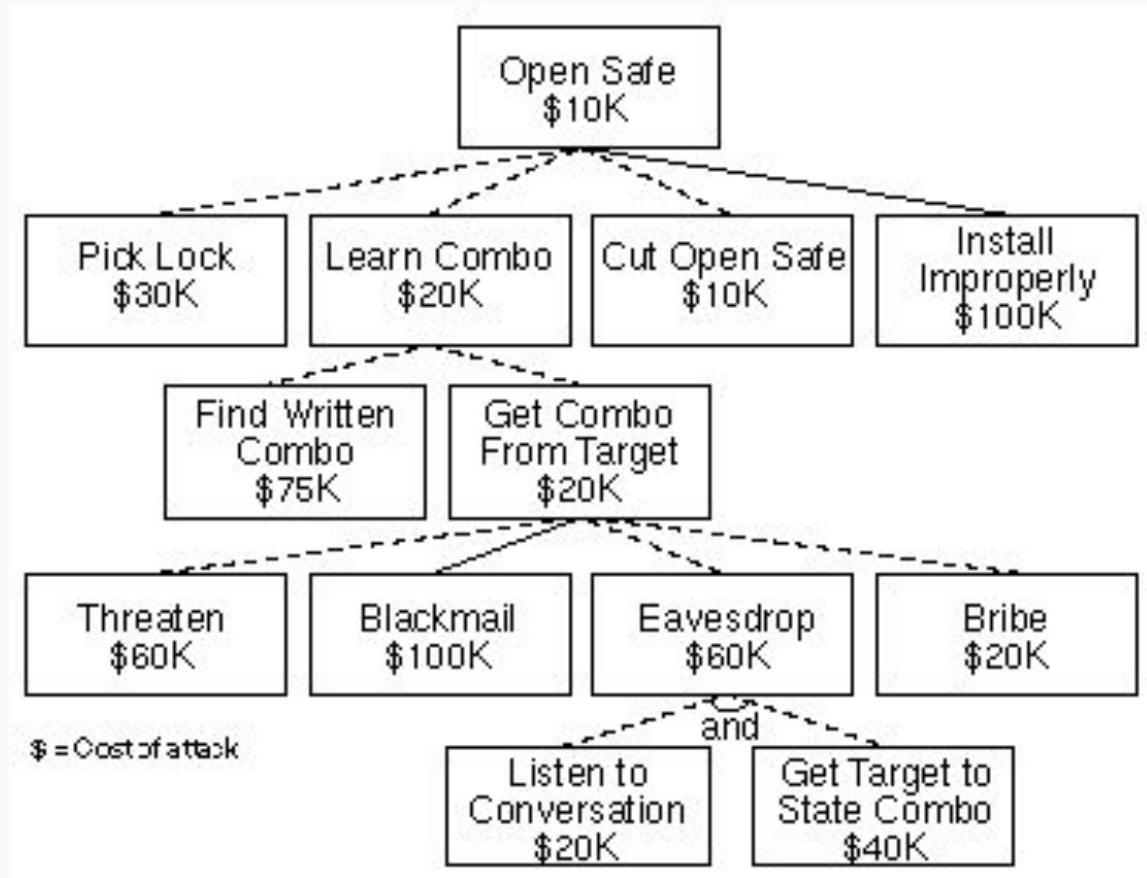 Open Safe
$10K
Pick Lock
$30K
Learn Combo
$20K
Cut Open Safe
$10K
Install
Improperly
$100K
Find Written
Combo
$75K
Get Combo
From Target
$20K
Threaten
$60K
Blackmail
$100K
Eavesdrop
$60K
Bribe
$20K
and
$ = Cost of attack
Listen to
Conversation
$20K
Get Target to
State Combo
$40K